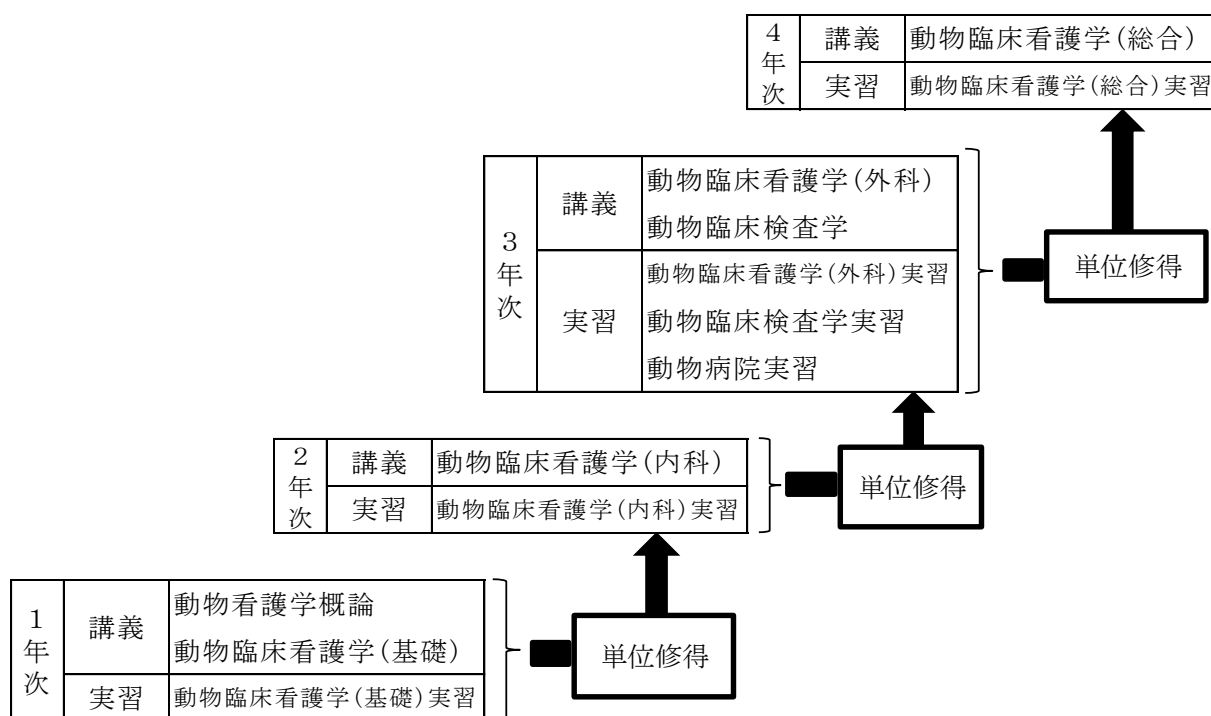 4年次
講義
動物臨床看護学(総合)
実習
動物臨床看護学(総合)実習
3年次
講義
動物臨床看護学(外科)
動物臨床検査学
実習
動物臨床看護学(外科)実習
動物臨床検査学実習
動物病院実習
単位修得
2年次
講義
動物臨床看護学(内科)
実習
動物臨床看護学(内科)実習
単位修得
1年次
講義
動物看護学概論
動物臨床看護学(基礎)
実習
動物臨床看護学(基礎)実習
単位修得